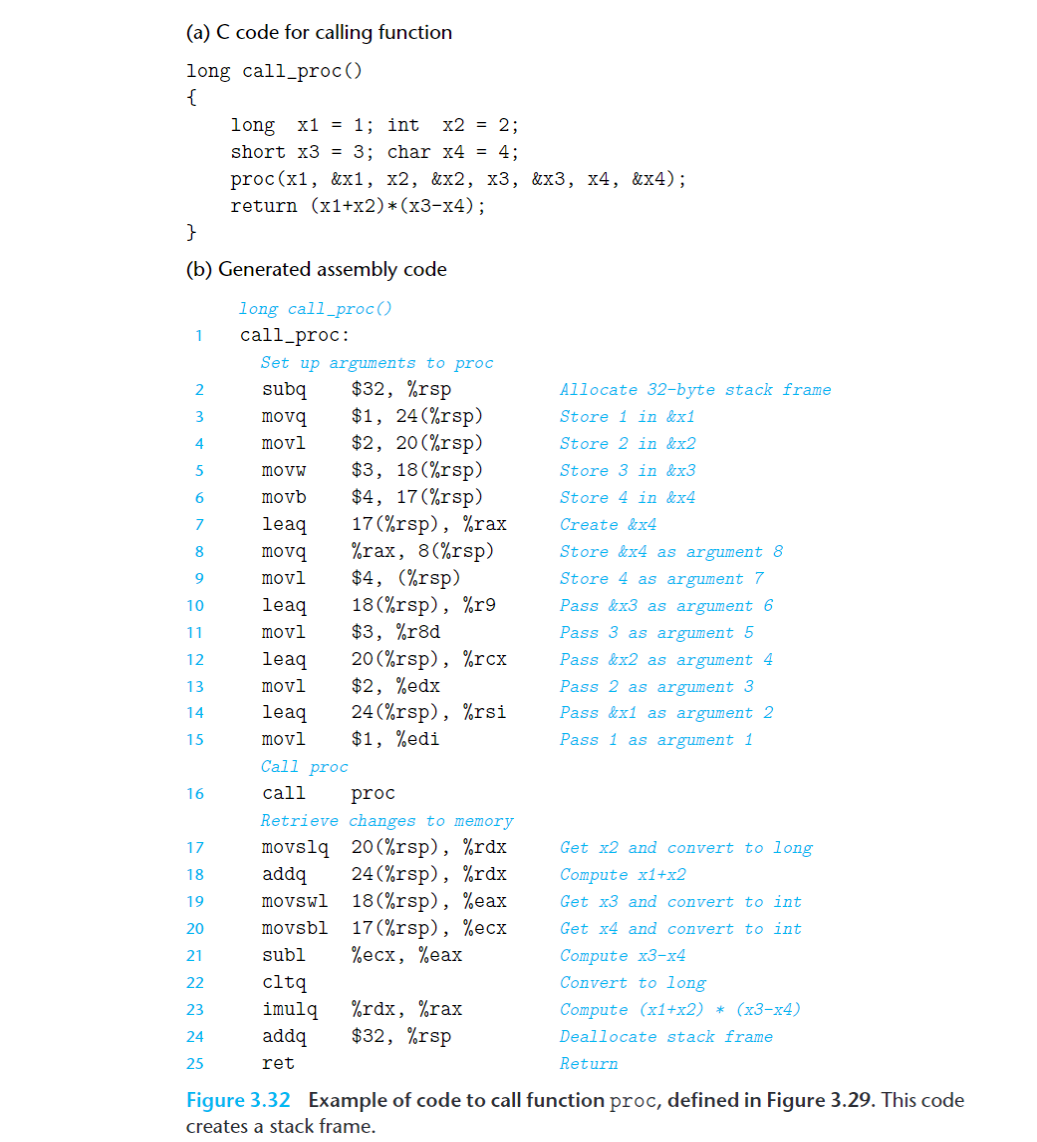 (a) C code for calling function
long call_proc()
{
    long  x1 = 1; int  x2 = 2;
    short x3 = 3; char x4 = 4;
    proc(x1, &x1, x2, &x2, x3, &x3, x4, &x4);
    return (x1+x2)*(x3-x4);
}
(b) Generated assembly code
long call_proc()
1 call_proc:
Set up arguments to proc
2 subq $32, %rsp Allocate 32-byte stack frame
3 movq $1, 24(%rsp) Store 1 in &x1
4 movl $2, 20(%rsp) Store 2 in &x2
5 movw $3, 18(%rsp) Store 3 in &x3
6 movb $4, 17(%rsp) Store 4 in &x4
7 leaq 17(%rsp), %rax Create &x4
8 movq %rax, 8(%rsp) Store &x4 as argument 8
9 movl $4, (%rsp) Store 4 as argument 7
10 leaq 18(%rsp), %r9 Pass &x3 as argument 6
11 movl $3, %r8d Pass 3 as argument 5
12 leaq 20(%rsp), %rcx Pass &x2 as argument 4
13 movl $2, %edx Pass 2 as argument 3
14 leaq 24(%rsp), %rsi Pass &x1 as argument 2
15 movl $1, %edi Pass 1 as argument 1
Call proc
16 call proc
Retrieve changes to memory
17 movslq 20(%rsp), %rdx Get x2 and convert to long
18 addq 24(%rsp), %rdx Compute x1+x2
19 movswl 18(%rsp), %eax Get x3 and convert to int
20 movsbl 17(%rsp), %ecx Get x4 and convert to int
21 subl %ecx, %eax Compute x3-x4
22 cltq Convert to long
23 imulq %rdx, %rax Compute (x1+x2) * (x3-x4)
24 addq $32, %rsp Deallocate stack frame
25 ret Return
Figure 3.32 Example of code to call function proc, defined in Figure 3.29. This code
creates a stack frame.